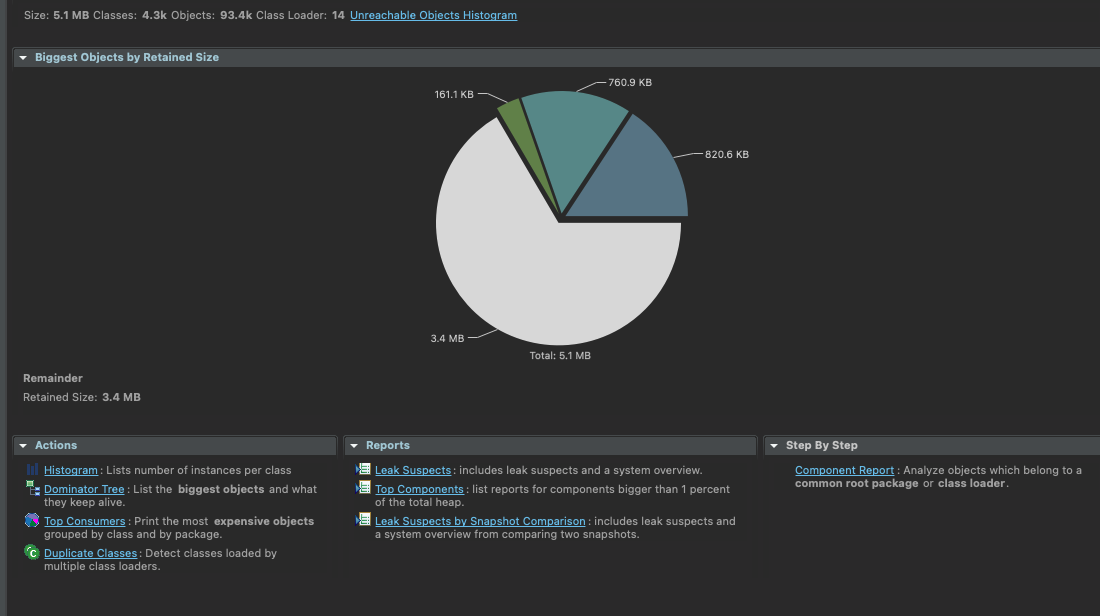 Size: 5.1 MB Classes: 4.3k Objects: 93.4k Class Loader: 14 Unreachable Objects Histogram
Biggest Objects by Retained Size
760.9 KB
161.1 KB
820.6 KB
3.4 MB
Total: 5.1 MB
Remainder
Retained Size: 3.4 MB
Actions
Histogram: Lists number of instances per class
Dominator Tree: List the biggest objects and what
they keep alive.
Top Consumers: Print the most expensive objects
grouped by class and by package.
Duplicate Classes: Detect classes loaded by
multiple class loaders.
Reports
Leak Suspects: includes leak suspects and a system overview.
Top Components: list reports for components bigger than 1 percent
of the total heap.
Leak Suspects by Snapshot Comparison: includes leak suspects and
a system overview from comparing two snapshots.
Step By Step
Component Report: Analyze objects which belong to a
common root package or class loader.